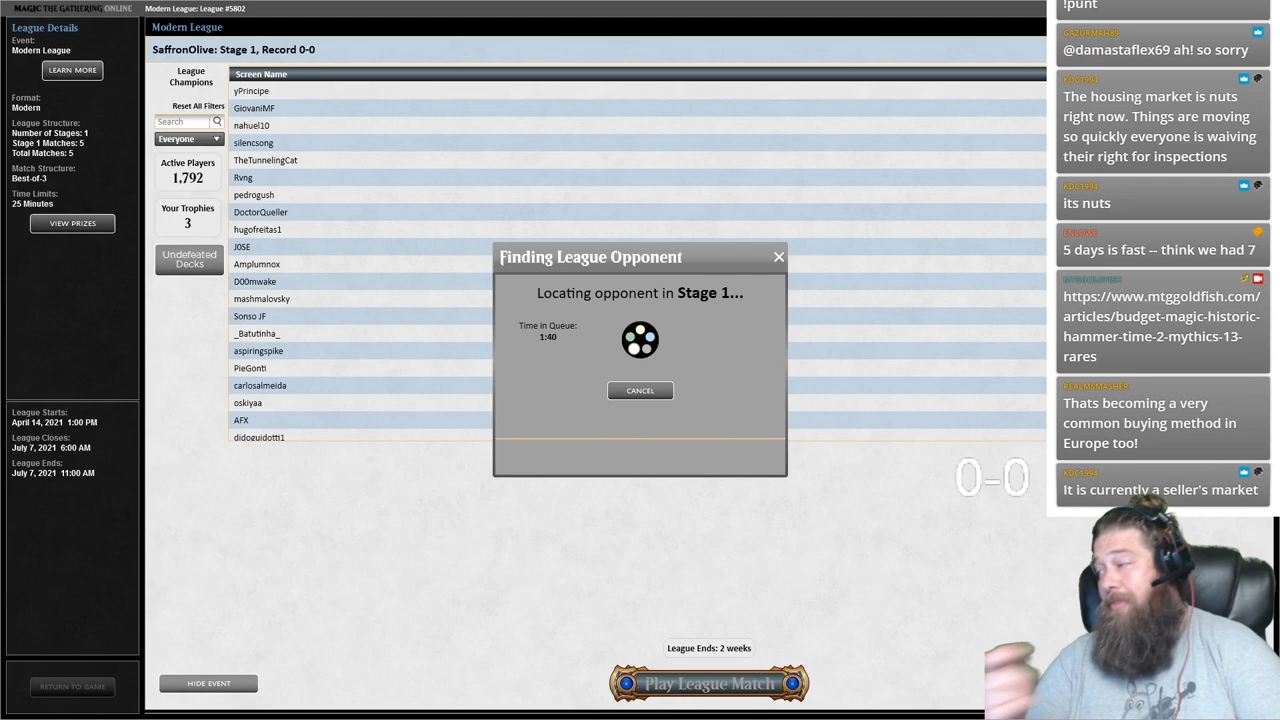 MAGIC THE GATHERING ONLINE
Modern League: League #5802
League Details
Event:
Modern League
LEARN MORE
Format:
Modern
League Structure:
Number of Stages: 1
Stage 1 Matches: 5
Total Matches: 5
Match Structure:
Best-of-3
Time Limits:
25 Minutes
VIEW PRIZES
League Starts:
April 14, 2021 1:00 PM
League Closes:
July 7, 2021 6:00 AM
League Ends:
July 7, 2021 11:00 AM
RETURN TO GAME
Modern League
SaffronOlive: Stage 1, Record 0-0
League
Champions
Reset All Filters
Search
Everyone
Active Players
1,792
Your Trophies
3
Undefeated
Decks
Screen Name
yPrincipe
GiovaniMF
nahuel10
silencsong
TheTunnelingCat
Rvng
pedrogush
DoctorQueller
hugofreitas1
J0SE
Amplumnox
D00mwake
mashmalovsky
Sonso JF
_Batutinha_
aspiringspike
PieGonti
carlosalmeida
oskiyaa
AFX
didoguidotti1
Finding League Opponent
Locating opponent in Stage 1...
Time in Queue:
1:40
CANCEL
0-0
League Ends: 2 weeks
HIDE EVENT
Play League Match
!punt
GAZURMAH89
@damastaflex69 ah! so sorry
KDC1994
The housing market is nuts
right now. Things are moving
so quickly everyone is waiving
their right for inspections
KDC1994
its nuts
5 days is fast -- think we had 7
MTGGOLDFISH
https://www.mtggoldfish.com/
articles/budget-magic-historic-
hammer-time-2-mythics-13-
rares
REALMSMASHER
Thats becoming a very
common buying method in
Europe too!
KDC1994
It is currently a seller's market